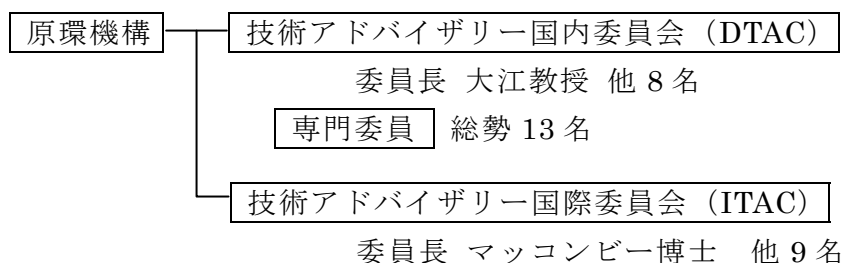 原環機構 技術アドバイザリー国内委員会（DTAC）
委員長 大江教授 他 8 名
専門委員 総勢 13 名
技術アドバイザリー国際委員会（ITAC）
委員長 マッコンビー博士 他 9 名